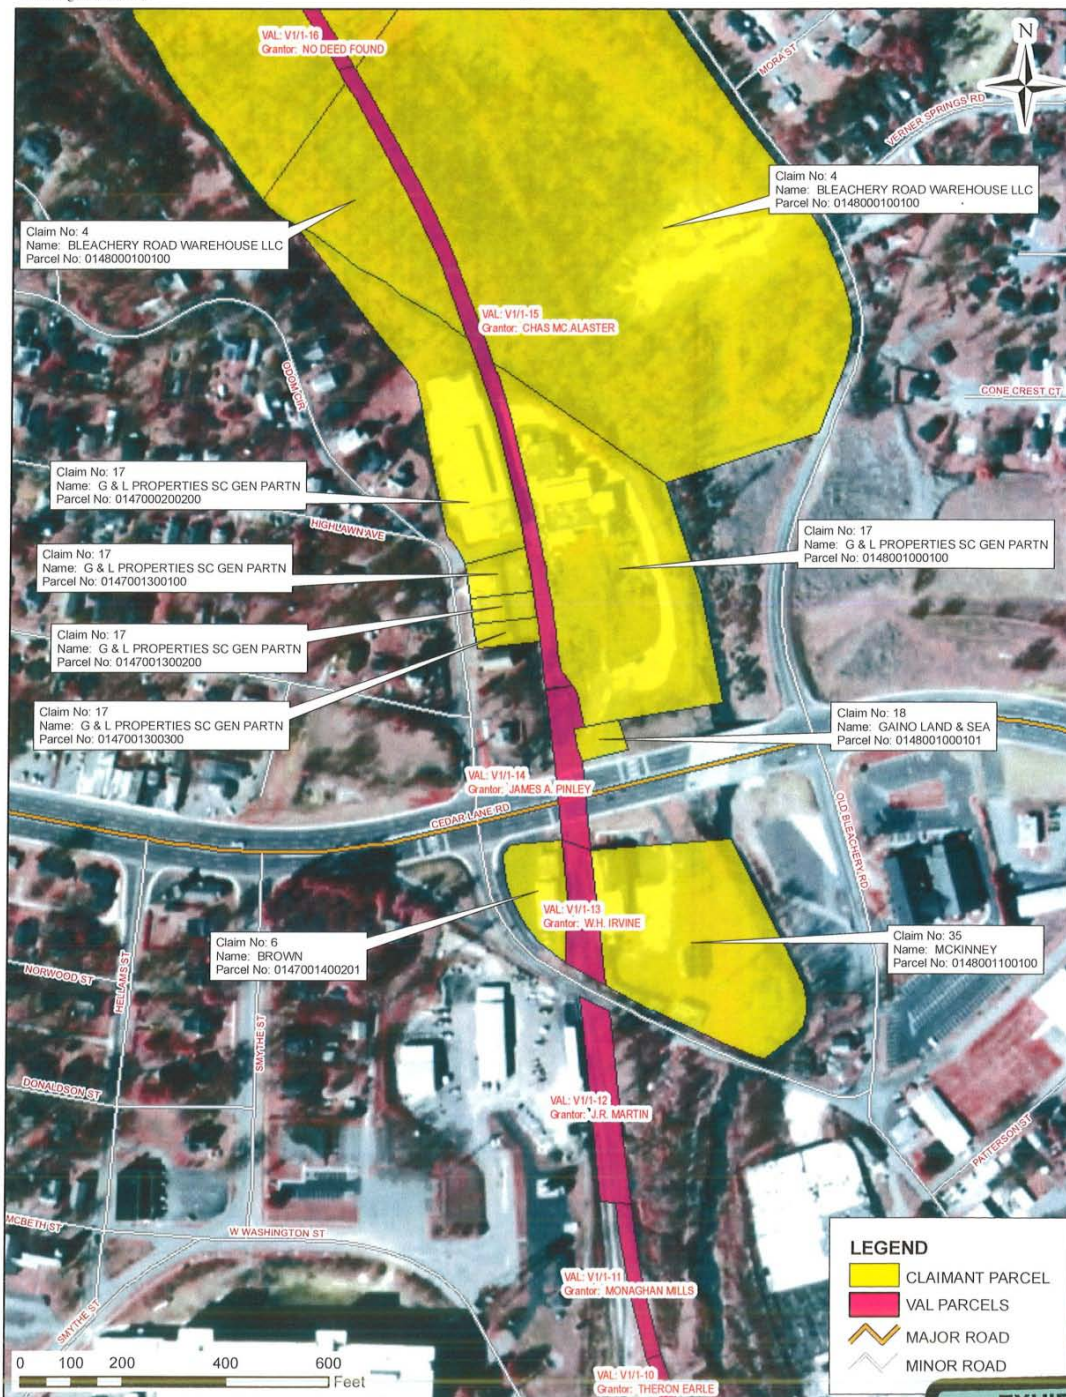 VAL: V1/1-16
Grantor: NO DEED FOUND
N
MORA ST
VERNER SPRINGS RD
Claim No: 4
Name: BLEACHERY ROAD WAREHOUSE LLC
Parcel No: 0148000100100
Claim No: 4
Name: BLEACHERY ROAD WAREHOUSE LLC
Parcel No: 0148000100100
VAL: V1/1-15
Grantor: CHAS MC.ALASTER
ODOM CIR
CONE CREST CT
Claim No: 17
Name: G & L PROPERTIES SC GEN PARTN
Parcel No: 0147000200200
HIGHLAWN AVE
Claim No: 17
Name: G & L PROPERTIES SC GEN PARTN
Parcel No: 0148001000100
Claim No: 17
Name: G & L PROPERTIES SC GEN PARTN
Parcel No: 0147001300100
Claim No: 17
Name: G & L PROPERTIES SC GEN PARTN
Parcel No: 0147001300200
Claim No: 17
Name: G & L PROPERTIES SC GEN PARTN
Parcel No: 0147001300300
Claim No: 18
Name: GAINO LAND & SEA
Parcel No: 0148001000101
VAL: V1/1-14
Grantor: JAMES A. PINLEY
CEDAR LANE RD
OLD BLEACHERY RD
VAL: V1/1-13
Grantor: W.H. IRVINE
Claim No: 6
Name: BROWN
Parcel No: 0147001400201
Claim No: 35
Name: MCKINNEY
Parcel No: 0148001100100
NORWOOD ST
HELLAMS ST
SMYTHE ST
DONALDSON ST
VAL: V1/1-12
Grantor: J.R. MARTIN
PATTERSON ST
MCBETH ST
W WASHINGTON ST
SMYTHE ST
VAL: V1/1-11
Grantor: MONAGHAN MILLS
VAL: V1/1-10
Grantor: THERON EARLE
LEGEND
CLAIMANT PARCEL
VAL PARCELS
MAJOR ROAD
MINOR ROAD
0 100 200 400 600
Feet